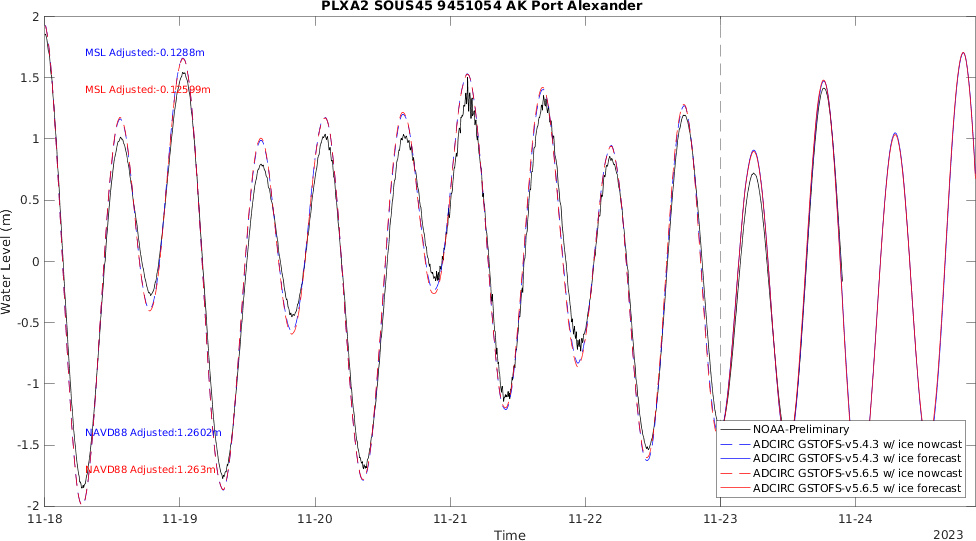 PLXA2 SOUS45 9451054 AK Port Alexander
2
MSL Adjusted:-0.1288m
1.5
MSL Adjusted:-0.12599m
1
0.5
Water Level (m)
0
-0.5
-1
NAVD88 Adjusted:1.2602m
-1.5
NAVD88 Adjusted:1.263m
-2
NOAA-Preliminary
ADCIRC GSTOFS-v5.4.3 w/ ice nowcast
ADCIRC GSTOFS-v5.4.3 w/ ice forecast
ADCIRC GSTOFS-v5.6.5 w/ ice nowcast
ADCIRC GSTOFS-v5.6.5 w/ ice forecast
11-18 11-19 11-20 11-21 11-22 11-23 11-24
Time
2023